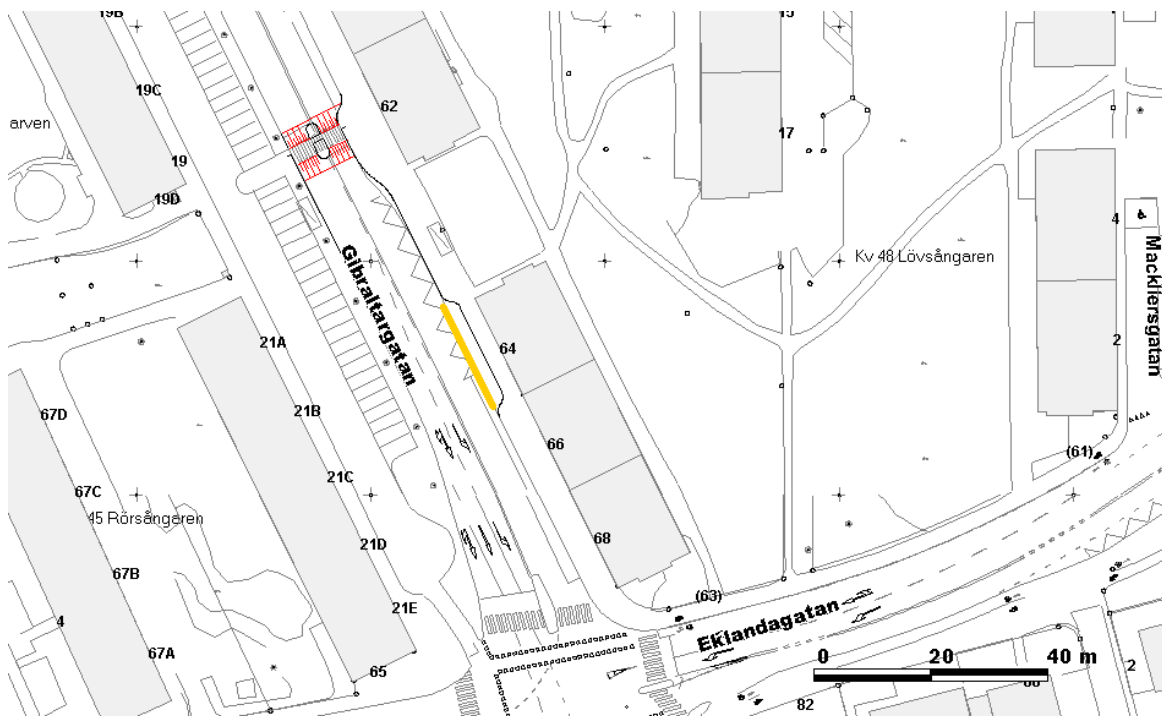 19B
15
19C
62
arven
17
19
19D
4
Kv 48 Lövsångaren
Gibraltargatan
Mackliersgatan
21A
64
2
67D
21B
66
(61)
21C
67C
45 Rörsångaren
21D
68
67B
(63)
21E
4
Eklandagatan
67A
65
0 20 40 m
2
82